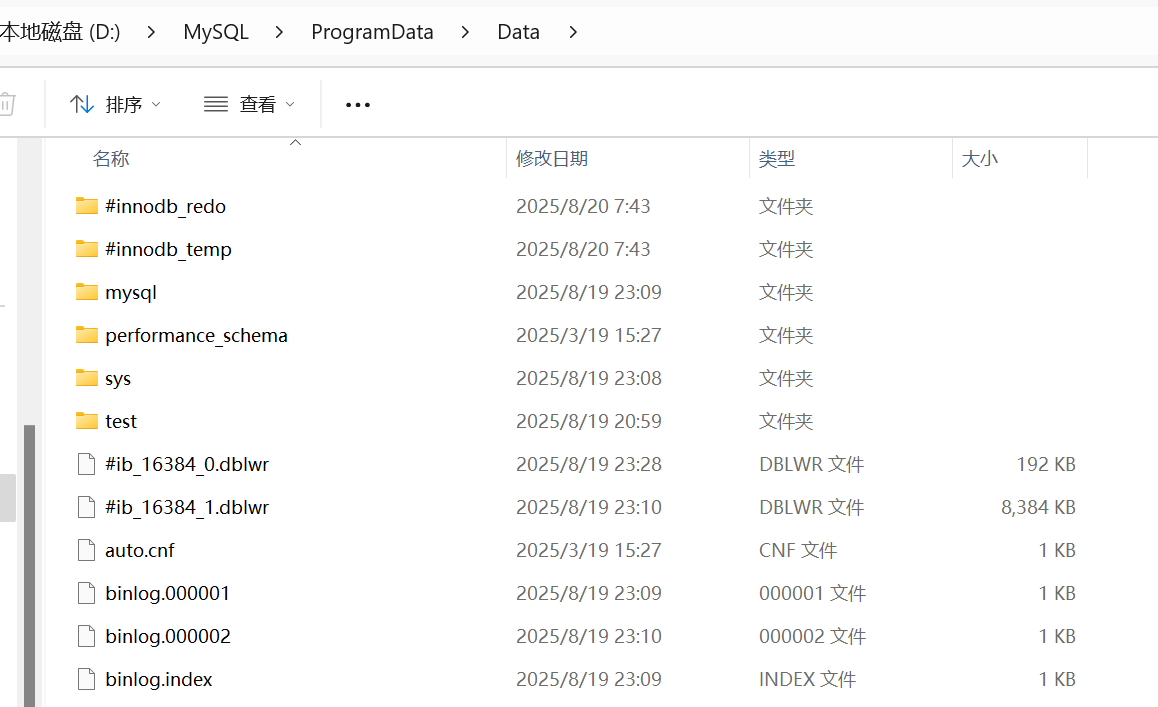 本地磁盘 (D:) > MySQL > ProgramData > Data >
排序 查看 •••
名称 修改日期 类型 大小
#innodb_redo 2025/8/20 7:43 文件夹
#innodb_temp 2025/8/20 7:43 文件夹
mysql 2025/8/19 23:09 文件夹
performance_schema 2025/3/19 15:27 文件夹
sys 2025/8/19 23:08 文件夹
test 2025/8/19 20:59 文件夹
#ib_16384_0.dblwr 2025/8/19 23:28 DBLWR 文件 192 KB
#ib_16384_1.dblwr 2025/8/19 23:10 DBLWR 文件 8,384 KB
auto.cnf 2025/3/19 15:27 CNF 文件 1 KB
binlog.000001 2025/8/19 23:09 000001 文件 1 KB
binlog.000002 2025/8/19 23:10 000002 文件 1 KB
binlog.index 2025/8/19 23:09 INDEX 文件 1 KB